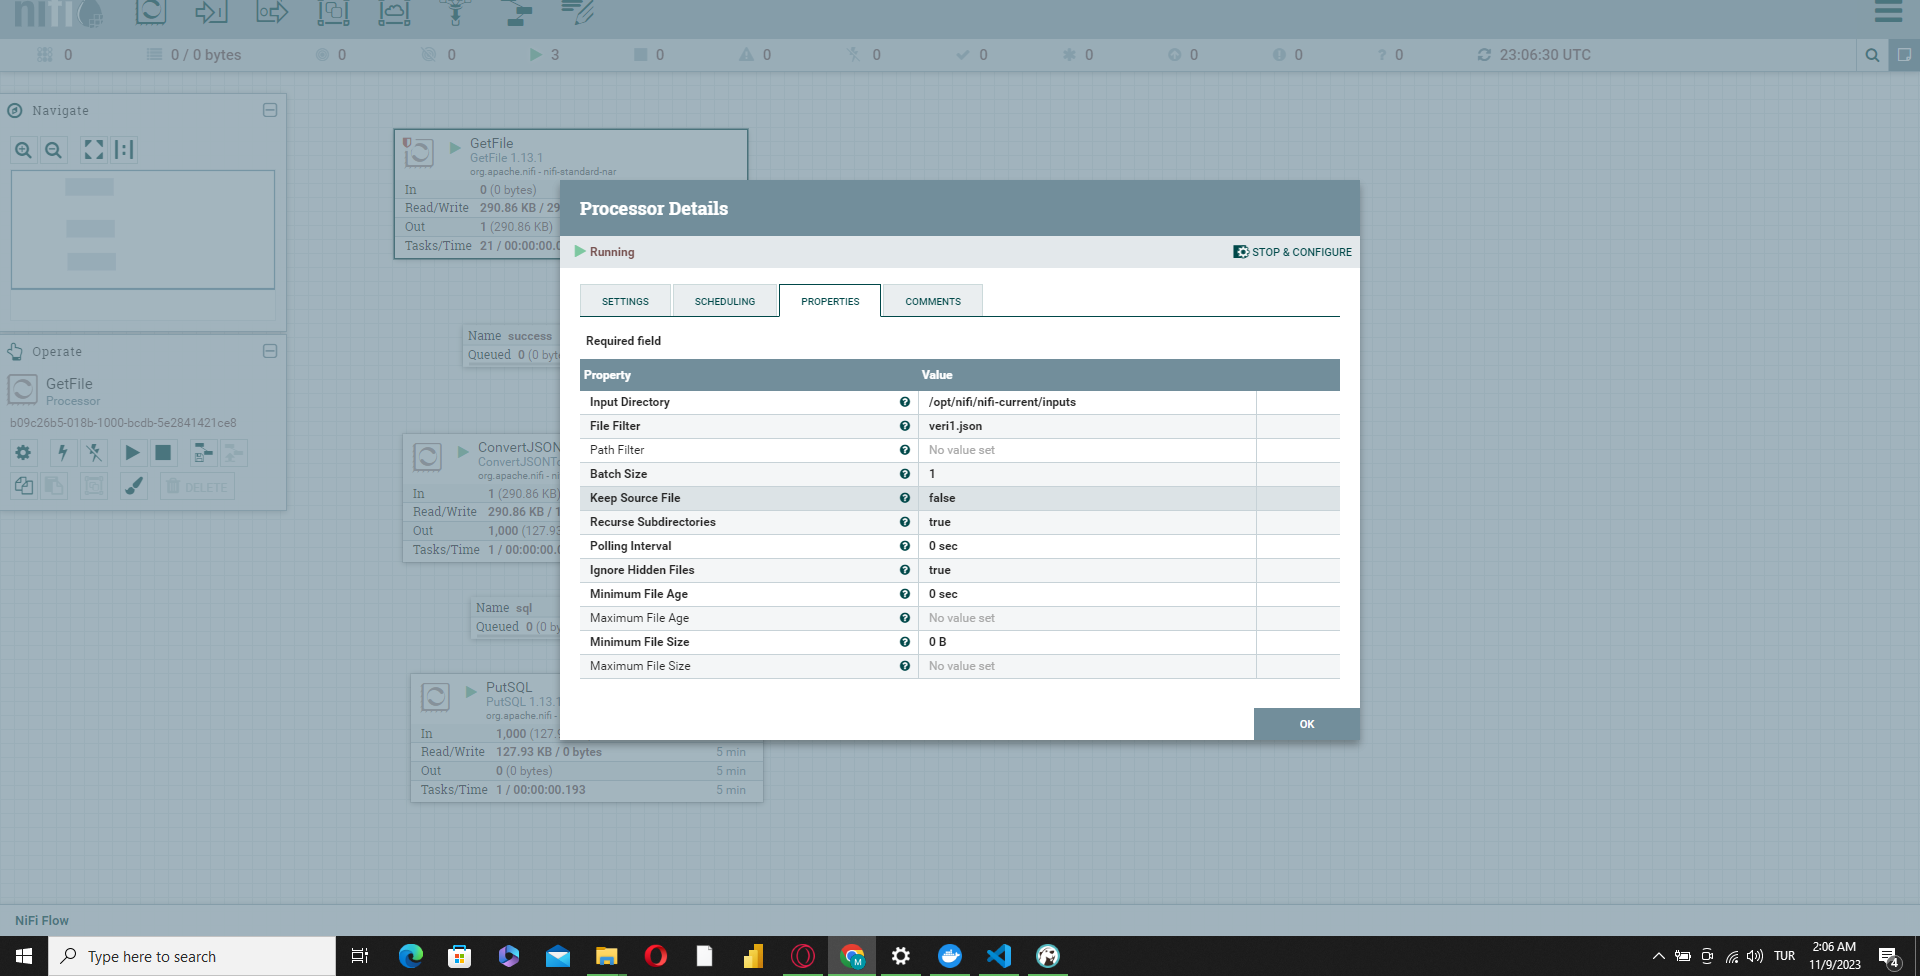 nifi
0
0 / 0 bytes
0
0
3
0
0
0
0
0
0
0
0
23:06:30 UTC
Navigate
Operate
GetFile
Processor
b09c26b5-018b-1000-bcdb-5e2841421ce8
DELETE
GetFile
GetFile 1.13.1
org.apache.nifi - nifi-standard-nar
In 0 (0 bytes)
Read/Write 290.86 KB / 29
Out 1 (290.86 KB)
Tasks/Time 21 / 00:00:00.0
Name success
Queued 0 (0 byte
ConvertJSON
ConvertJSONTo
org.apache.nifi - ni
In 1 (290.86 KB)
Read/Write 290.86 KB / 1
Out 1,000 (127.93
Tasks/Time 1 / 00:00:00.0
Name sql
Queued 0 (0 by
PutSQL
PutSQL 1.13.1
org.apache.nifi -
In 1,000 (127.9
Read/Write 127.93 KB / 0 bytes 5 min
Out 0 (0 bytes) 5 min
Tasks/Time 1 / 00:00:00.193 5 min
Processor Details
Running
STOP & CONFIGURE
SETTINGS
SCHEDULING
PROPERTIES
COMMENTS
Required field
Property Value
Input Directory /opt/nifi/nifi-current/inputs
File Filter veri1.json
Path Filter No value set
Batch Size 1
Keep Source File false
Recurse Subdirectories true
Polling Interval 0 sec
Ignore Hidden Files true
Minimum File Age 0 sec
Maximum File Age No value set
Minimum File Size 0 B
Maximum File Size No value set
OK
NiFi Flow
Type here to search
M
TUR
2:06 AM
11/9/2023
4